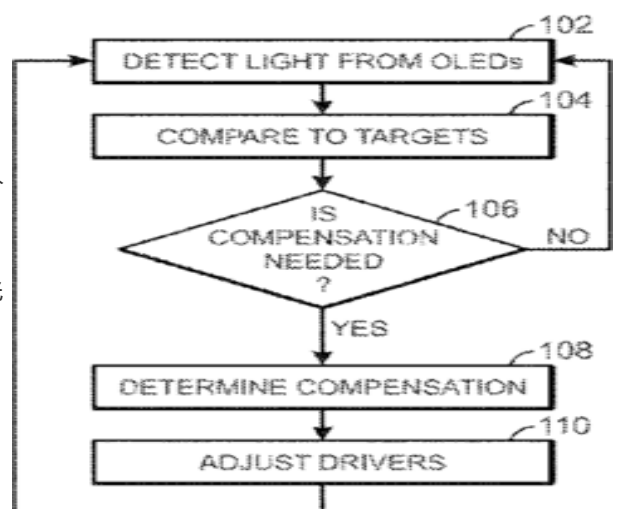 102
DETECT LIGHT FROM OLEDs
104
COMPARE TO TARGETS
106
IS
COMPENSATION
NEEDED
?
NO
YES
108
DETERMINE COMPENSATION
110
ADJUST DRIVERS